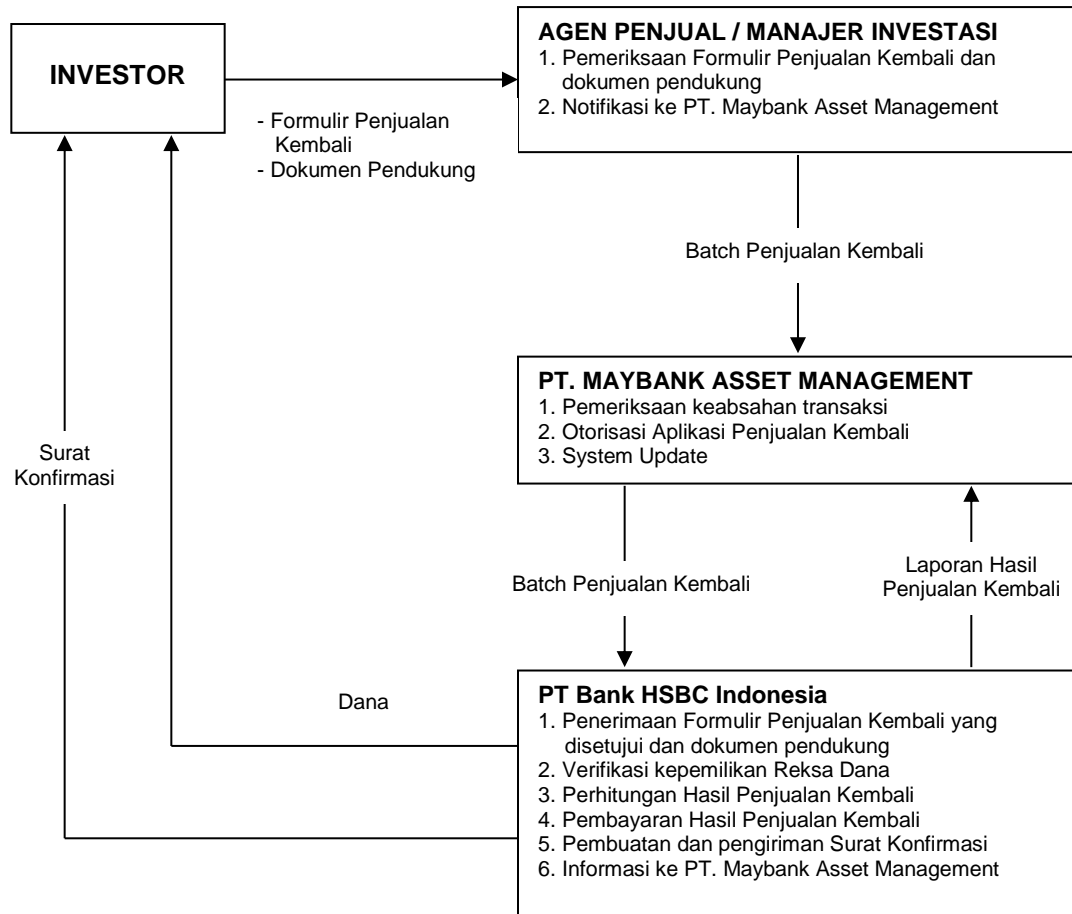 INVESTOR
- Formulir Penjualan
Kembali
- Dokumen Pendukung
AGEN PENJUAL / MANAJER INVESTASI
1. Pemeriksaan Formulir Penjualan Kembali dan
dokumen pendukung
2. Notifikasi ke PT. Maybank Asset Management
Batch Penjualan Kembali
PT. MAYBANK ASSET MANAGEMENT
1. Pemeriksaan keabsahan transaksi
2. Otorisasi Aplikasi Penjualan Kembali
3. System Update
Surat
Konfirmasi
Batch Penjualan Kembali
Laporan Hasil
Penjualan Kembali
Dana
PT Bank HSBC Indonesia
1. Penerimaan Formulir Penjualan Kembali yang
disetujui dan dokumen pendukung
2. Verifikasi kepemilikan Reksa Dana
3. Perhitungan Hasil Penjualan Kembali
4. Pembayaran Hasil Penjualan Kembali
5. Pembuatan dan pengiriman Surat Konfirmasi
6. Informasi ke PT. Maybank Asset Management